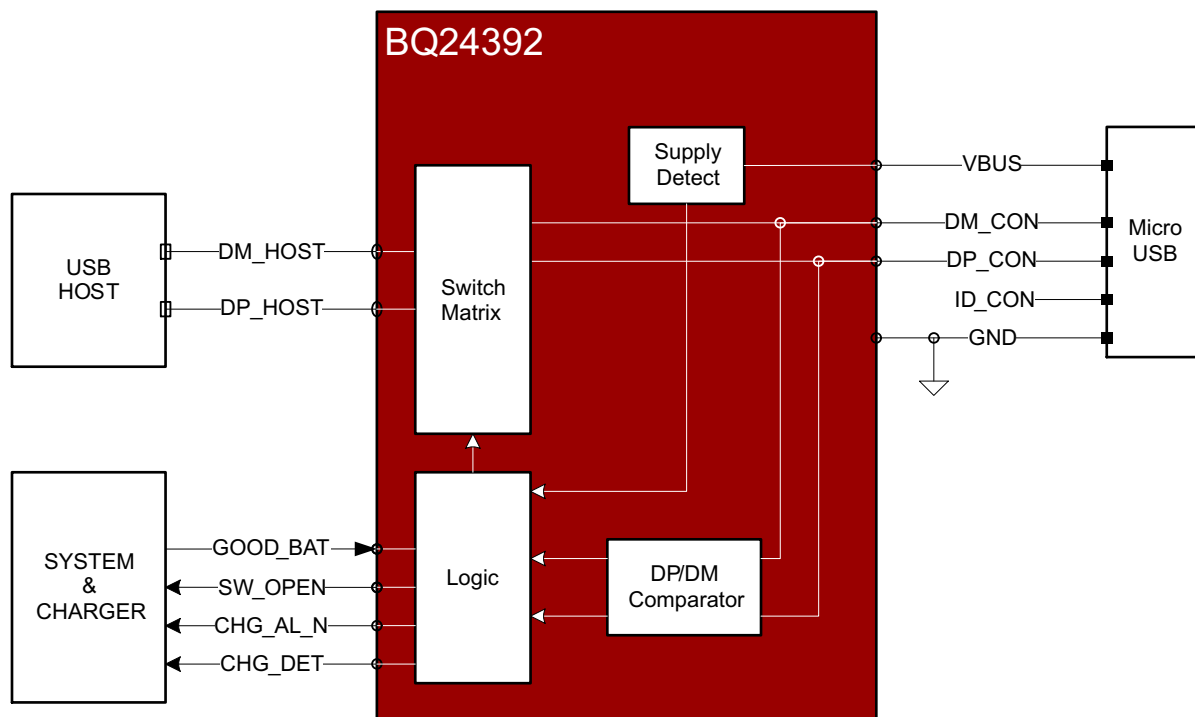 BQ24392
Supply
Detect
VBUS
DM_CON
DP_CON
ID_CON
GND
Micro
USB
USB
HOST
DM_HOST
DP_HOST
Switch
Matrix
SYSTEM
&
CHARGER
GOOD_BAT
SW_OPEN
CHG_AL_N
CHG_DET
Logic
DP/DM
Comparator